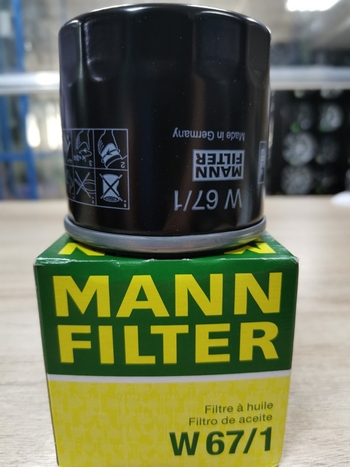 Made in Germany
MANN
FILTER
W 67/1
MANN
FILTER
Filtre à huile
Filtro de aceite
W 67/1